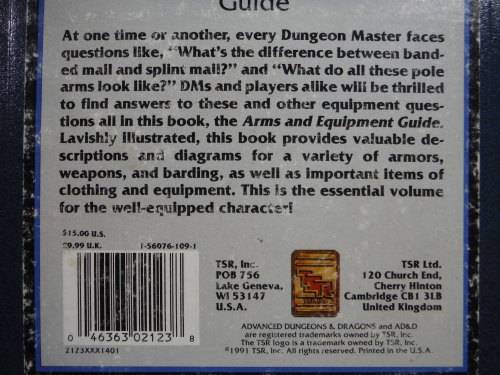 Guide
At one time or another, every Dungeon Master faces
questions like, "What's the difference between band-
ed mail and splint mail?" and "What do all these pole
arms look like?" DMs and players alike will be thrilled
to find answers to these and other equipment ques-
tions all in this book, the Arms and Equipment Guide.
Lavishly illustrated, this book provides valuable de-
scriptions and diagrams for a variety of armors,
weapons, and barding, as well as important items of
clothing and equipment. This is the essential volume
for the well-equipped character!
$15.00 U.S.
£9.99 U.K. 1-56076-109-1
TSR, Inc.
POB 756
Lake Geneva,
WI 53147
U.S.A.
TSR
TSR Ltd.
120 Church End,
Cherry Hinton
Cambridge CB1 3LB
United Kingdom
0 46363 02123 8
2123XXX1401
ADVANCED DUNGEONS & DRAGONS and AD&D
are registered trademarks owned by TSR, Inc.
The TSR logo is a trademark owned by TSR, Inc.
©1991 TSR, Inc. All rights reserved. Printed in the U.S.A.